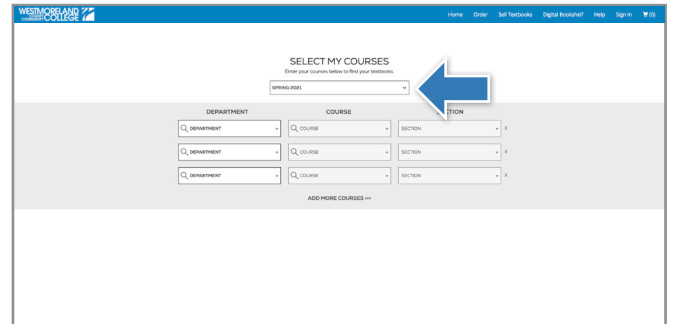 WESTMORELAND
COUNTY
COMMUNITY COLLEGE
Home Order Sell Textbooks Digital Bookshelf Help Sign In (0)
SELECT MY COURSES
Enter your courses below to find your textbooks.
SPRING 2021
DEPARTMENT COURSE
DEPARTMENT COURSE SECTION X
DEPARTMENT COURSE SECTION X
DEPARTMENT COURSE SECTION X
ADD MORE COURSES